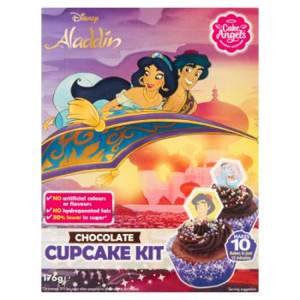 Disney
Aladdin
Cake
Angels
NO artificial colours
or flavours
NO hydrogenated fats
30% lower in sugar*
CHOCOLATE
CUPCAKE KIT
MAKES
10
176g
Serving suggestion